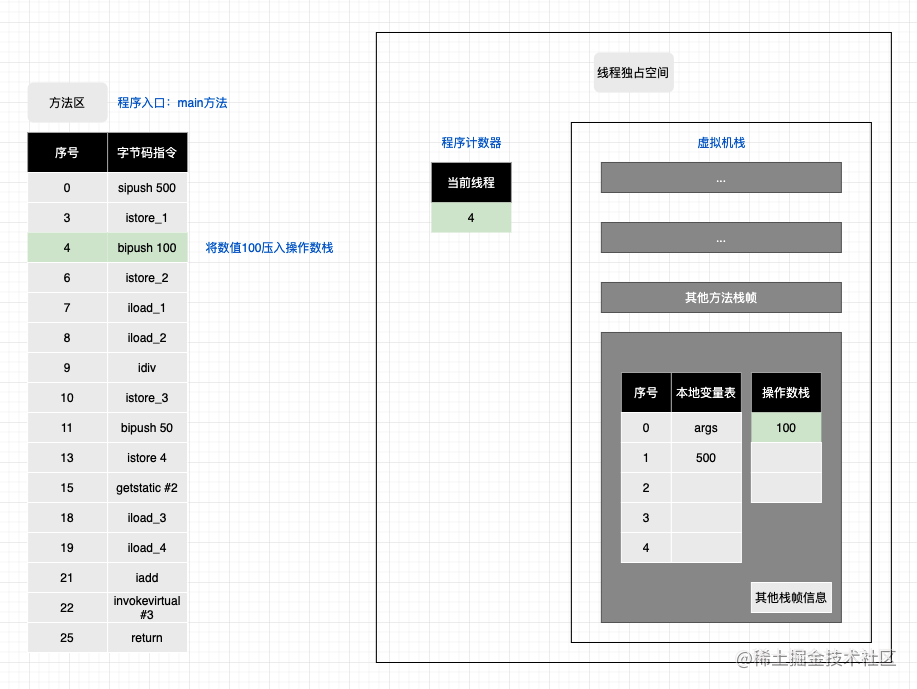 线程独占空间
方法区
程序入口：main方法
序号 字节码指令
0 sipush 500
3 istore_1
4 bipush 100
将数值100压入操作数栈
6 istore_2
7 iload_1
8 iload_2
9 idiv
10 istore_3
11 bipush 50
13 istore 4
15 getstatic #2
18 iload_3
19 iload_4
21 iadd
22 invokevirtual
#3
25 return
程序计数器
当前线程
4
虚拟机栈
...
...
其他方法栈帧
序号 本地变量表
0 args
1 500
2
3
4
操作数栈
100
其他栈帧信息
@稀土掘金技术社区